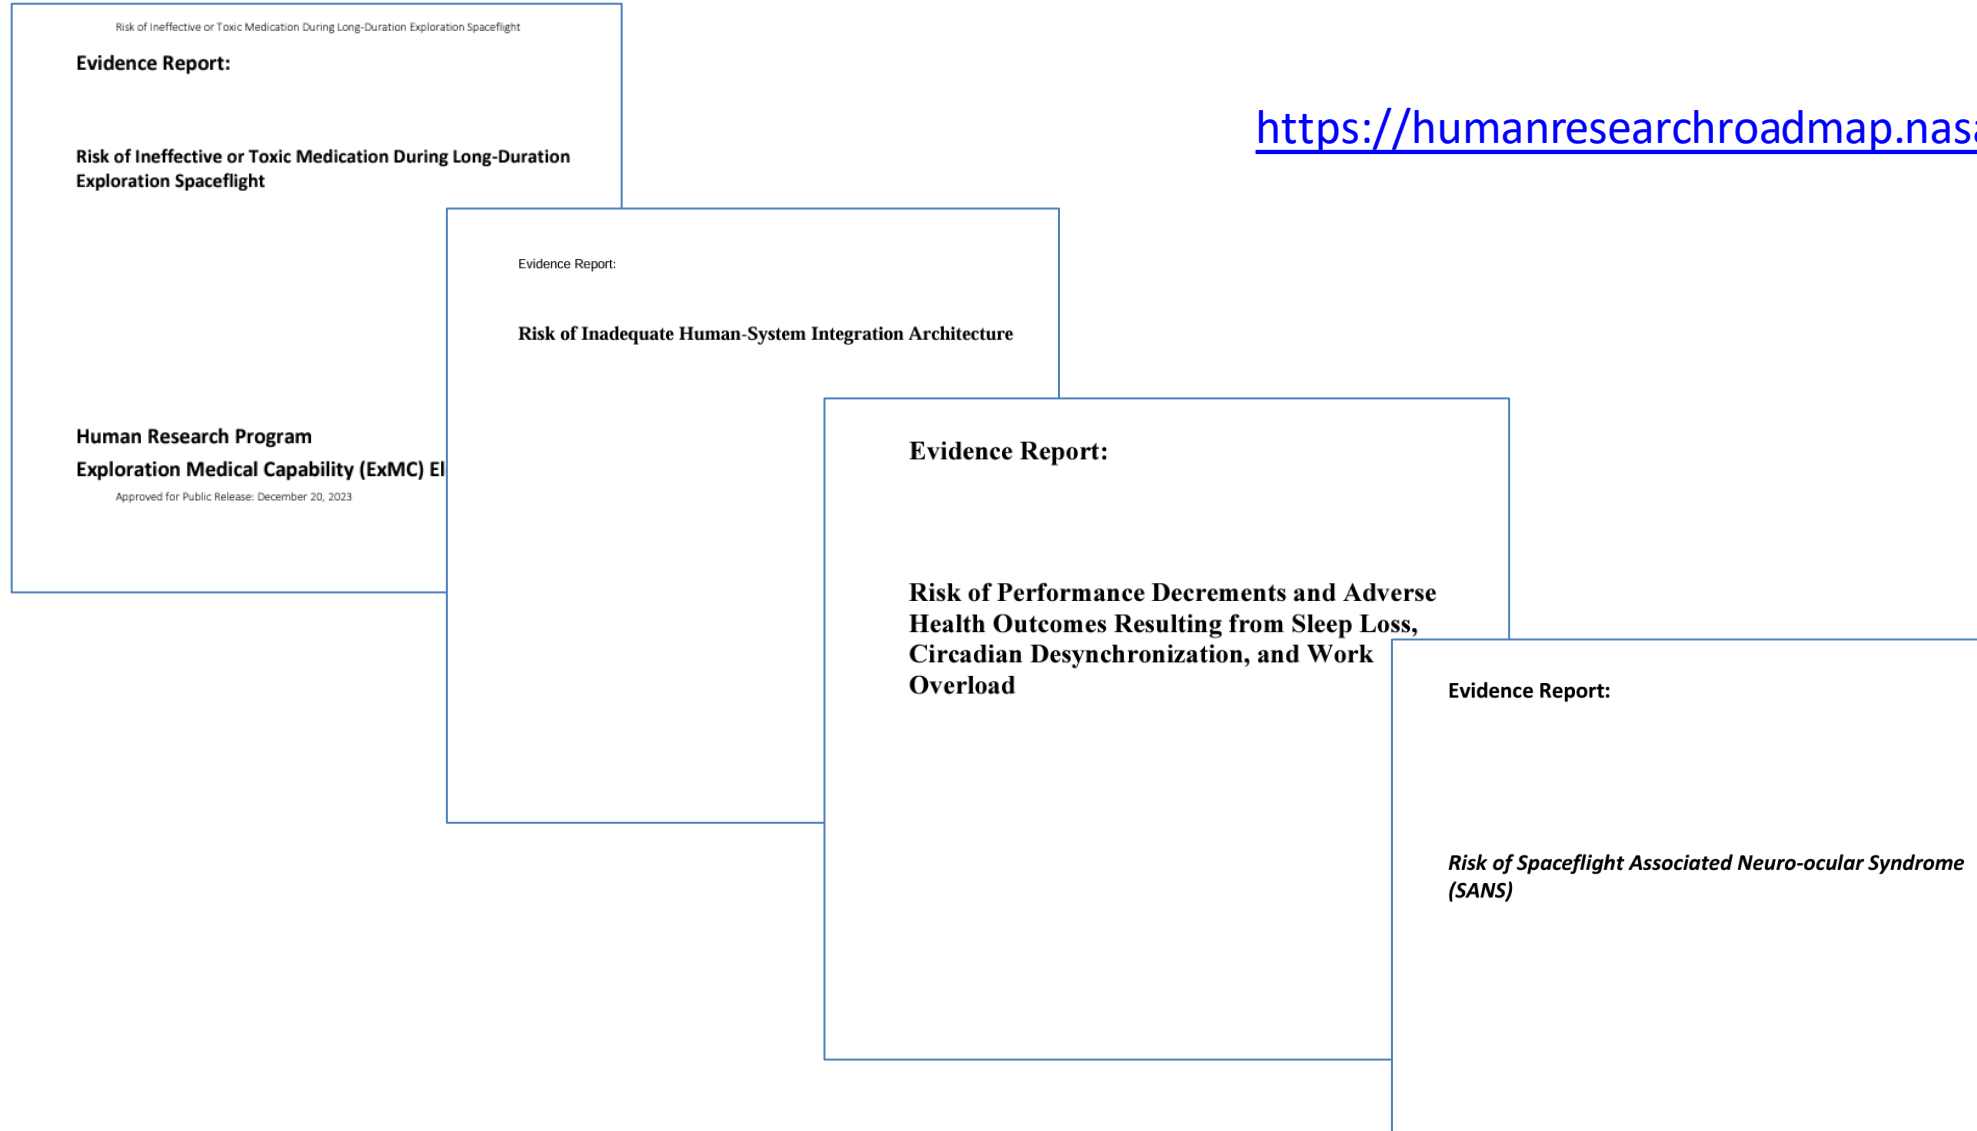 Risk of Ineffective or Toxic Medication During Long-Duration Exploration Spaceflight
Evidence Report:
Risk of Ineffective or Toxic Medication During Long-Duration
Exploration Spaceflight
Human Research Program
Exploration Medical Capability (ExMC) El
Approved for Public Release: December 20, 2023
https://humanresearchroadmap.nasa
Evidence Report:
Risk of Inadequate Human-System Integration Architecture
Evidence Report:
Risk of Performance Decrements and Adverse
Health Outcomes Resulting from Sleep Loss,
Circadian Desynchronization, and Work
Overload
Evidence Report:
Risk of Spaceflight Associated Neuro-ocular Syndrome
(SANS)